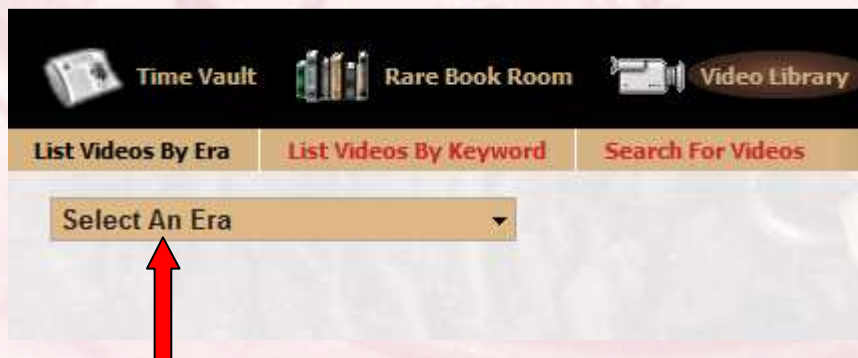 Time Vault Rare Book Room Video Library
List Videos By Era List Videos By Keyword Search For Videos
Select An Era